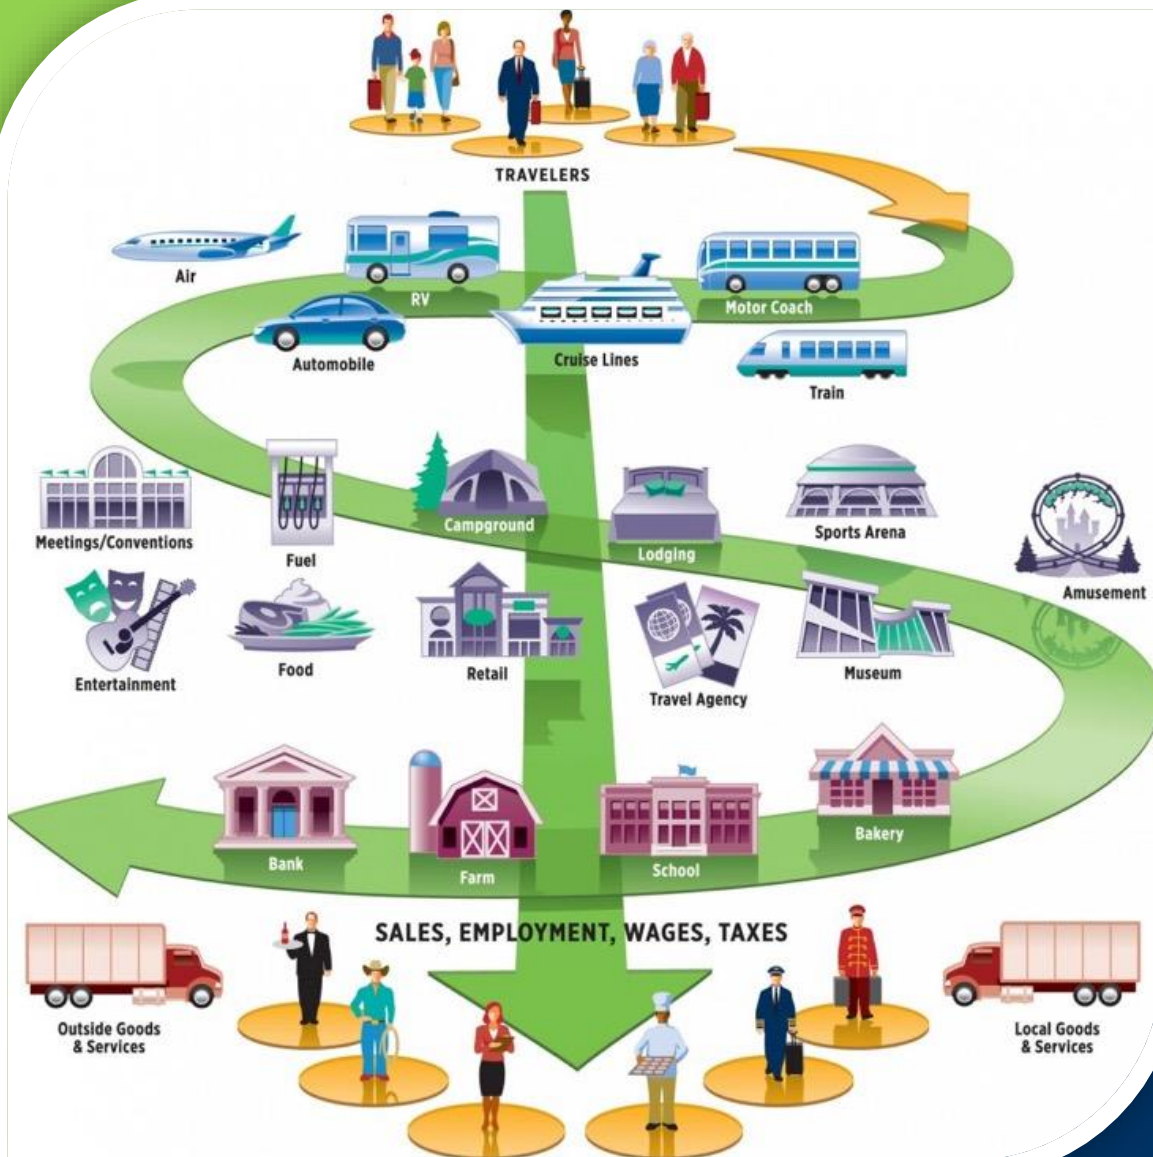 TRAVELERS
Air
RV
Motor Coach
Automobile
Cruise Lines
Train
Meetings/Conventions
Fuel
Campground
Lodging
Sports Arena
Amusement
Entertainment
Food
Retail
Travel Agency
Museum
Bank
Farm
School
Bakery
SALES, EMPLOYMENT, WAGES, TAXES
Outside Goods
& Services
Local Goods
& Services